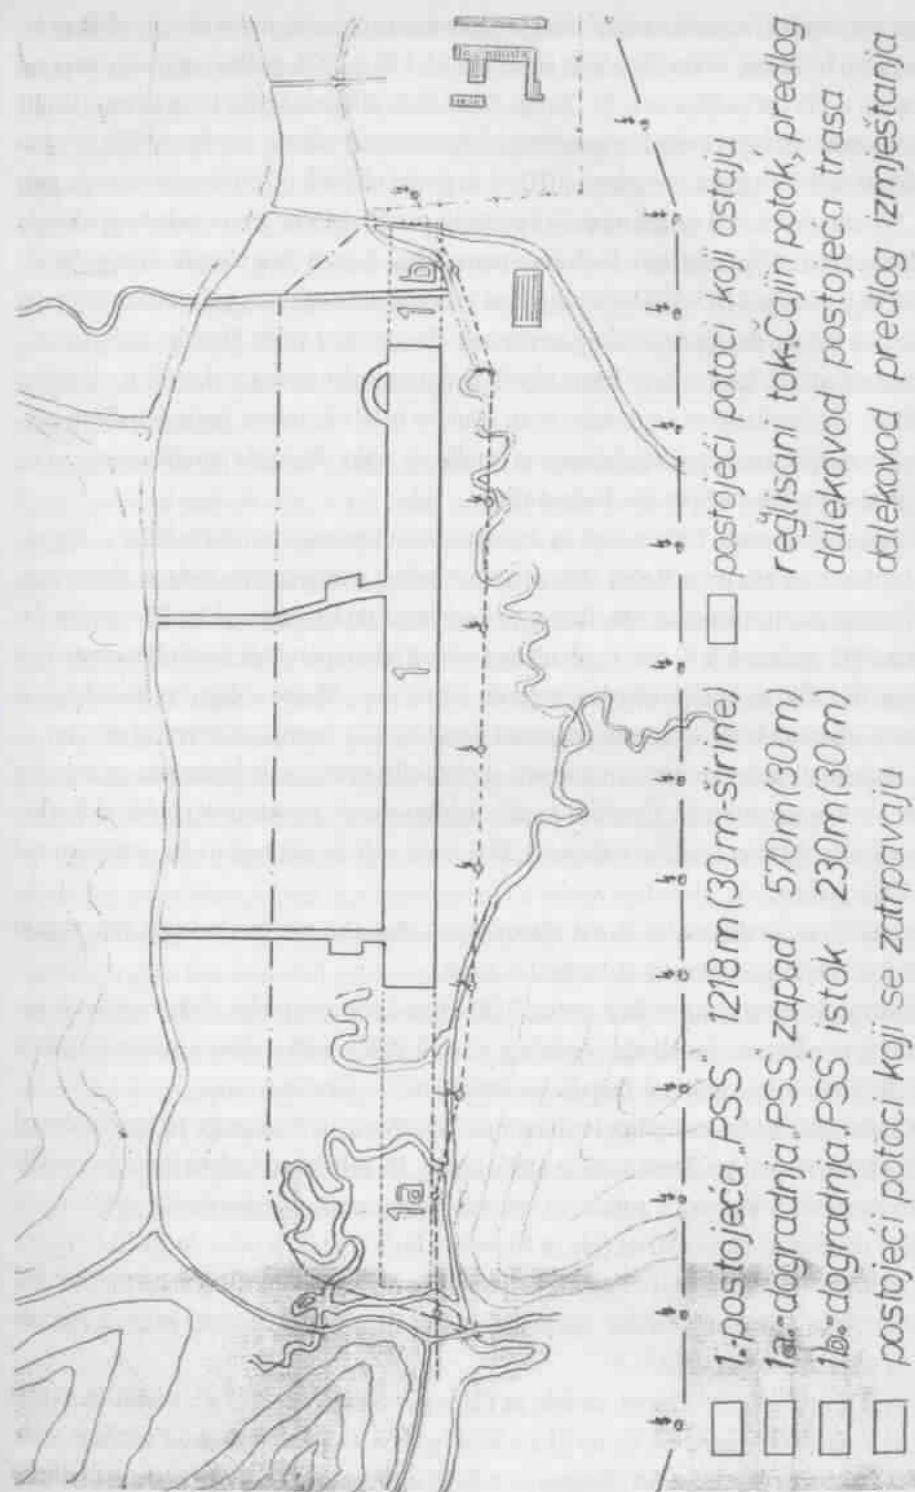 1
1b
1a
1.-postojeća „PSS" 1218m (30m-širine)
1a.-dogradnja „PSS" zapad 570m (30m)
1b.-dogradnja „PSS" istok 230m (30m)
postojeći potoci koji se zatrpavaju
postojeći potoci koji ostaju
reglisani tok-Čajin potok, predlog
dalekovod postojeća trasa
dalekovod predlog izmještanja